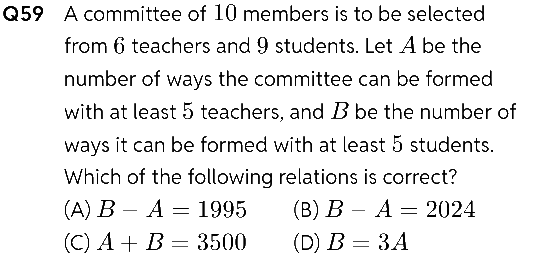 Q59 A committee of 10 members is to be selected
from 6 teachers and 9 students. Let A be the
number of ways the committee can be formed
with at least 5 teachers, and B be the number of
ways it can be formed with at least 5 students.
Which of the following relations is correct?
(A) B − A = 1995 (B) B − A = 2024
(C) A + B = 3500 (D) B = 3A